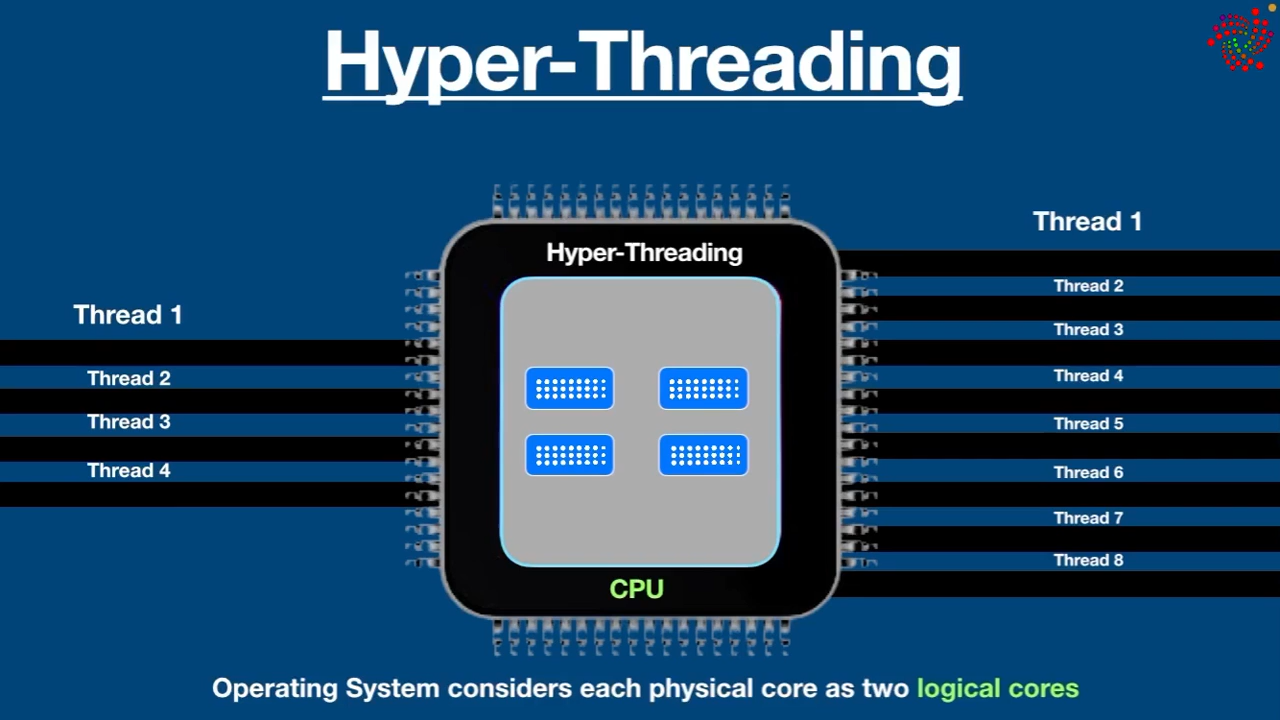 Hyper-Threading
Hyper-Threading
Thread 1
Thread 2
Thread 3
Thread 4
Thread 1
Thread 2
Thread 3
Thread 4
Thread 5
Thread 6
Thread 7
Thread 8
CPU
Operating System considers each physical core as two logical cores